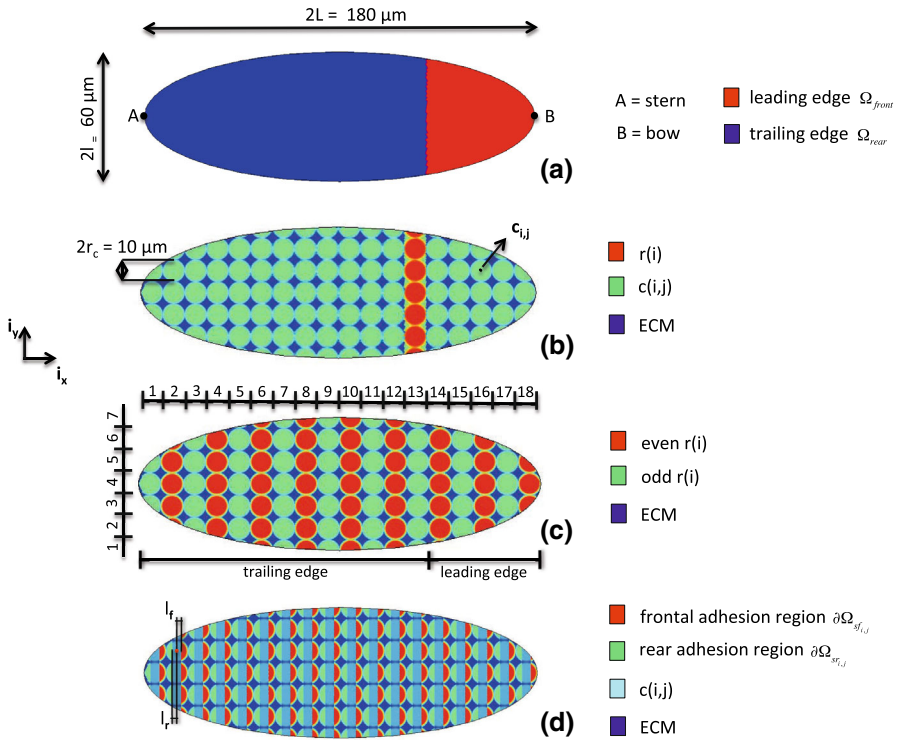 2L = 180 µm
2l = 60 µm
A
B
(a)
A = stern
B = bow
leading edge Ω_front
trailing edge Ω_rear
2r_c = 10 µm
c_i,j
(b)
r(i)
c(i,j)
ECM
i_y
i_x
1 2 3 4 5 6 7 8 9 10 11 12 13 14 15 16 17 18
7
6
5
4
3
2
1
(c)
even r(i)
odd r(i)
ECM
trailing edge
leading edge
l_f
l_r
(d)
frontal adhesion region ∂Ω_sf_i,j
rear adhesion region ∂Ω_sr_i,j
c(i,j)
ECM